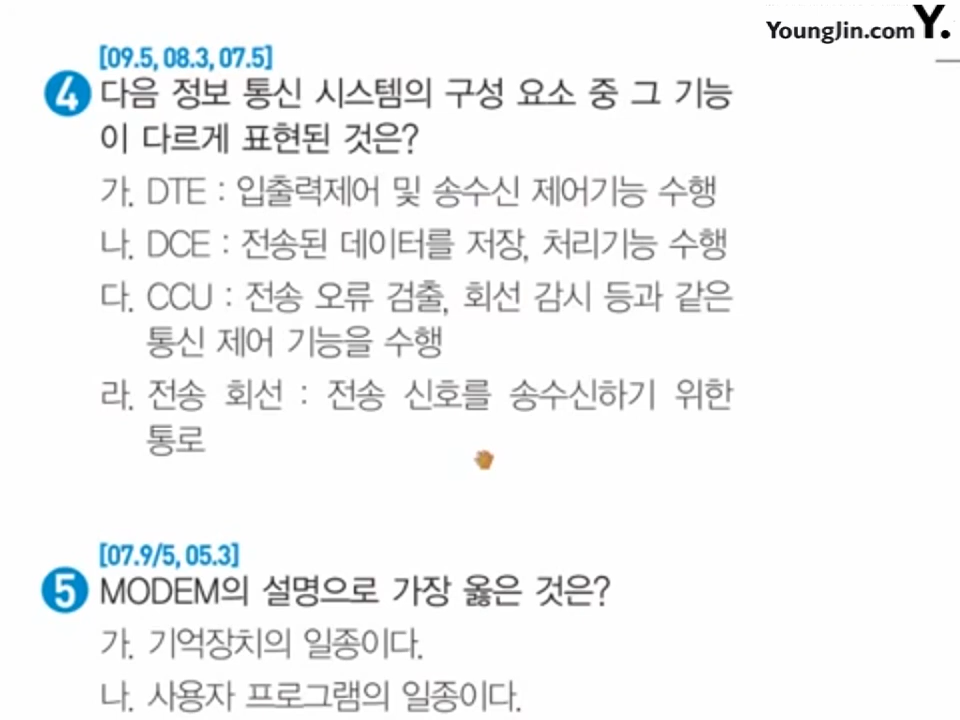 YoungJin.com Y.
[09.5, 08.3, 07.5]
4 다음 정보 통신 시스템의 구성 요소 중 그 기능
이 다르게 표현된 것은?
가. DTE : 입출력제어 및 송수신 제어기능 수행
나. DCE : 전송된 데이터를 저장, 처리기능 수행
다. CCU : 전송 오류 검출, 회선 감시 등과 같은
통신 제어 기능을 수행
라. 전송 회선 : 전송 신호를 송수신하기 위한
통로
[07.9/5, 05.3]
5 MODEM의 설명으로 가장 옳은 것은?
가. 기억장치의 일종이다.
나. 사용자 프로그램의 일종이다.